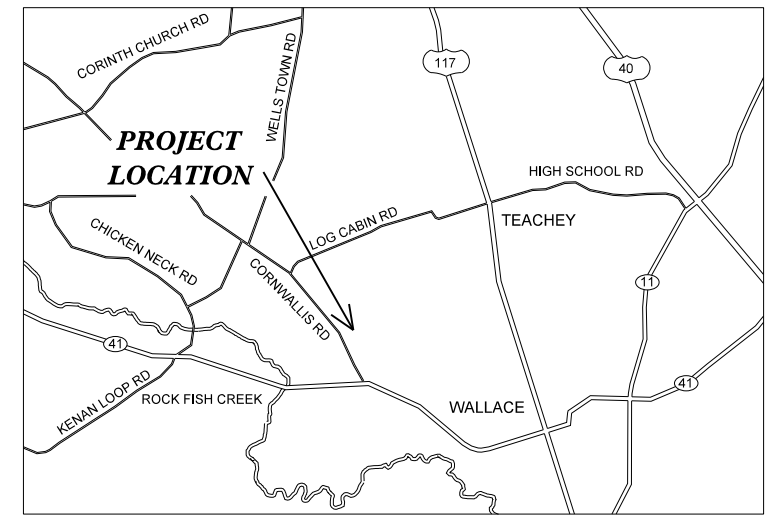 CORINTH CHURCH RD
WELLS TOWN RD
117
40
PROJECT
LOCATION
HIGH SCHOOL RD
LOG CABIN RD
TEACHEY
CHICKEN NECK RD
CORNWALLIS RD
11
41
41
KENAN LOOP RD
ROCK FISH CREEK
WALLACE